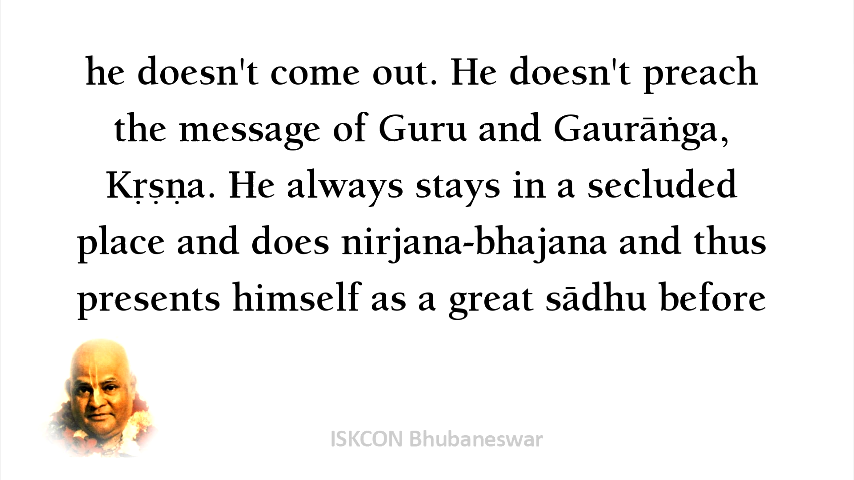 he doesn't come out. He doesn't preach
the message of Guru and Gaurāṅga,
Kṛṣṇa. He always stays in a secluded
place and does nirjana-bhajana and thus
presents himself as a great sādhu before
ISKCON Bhubaneswar